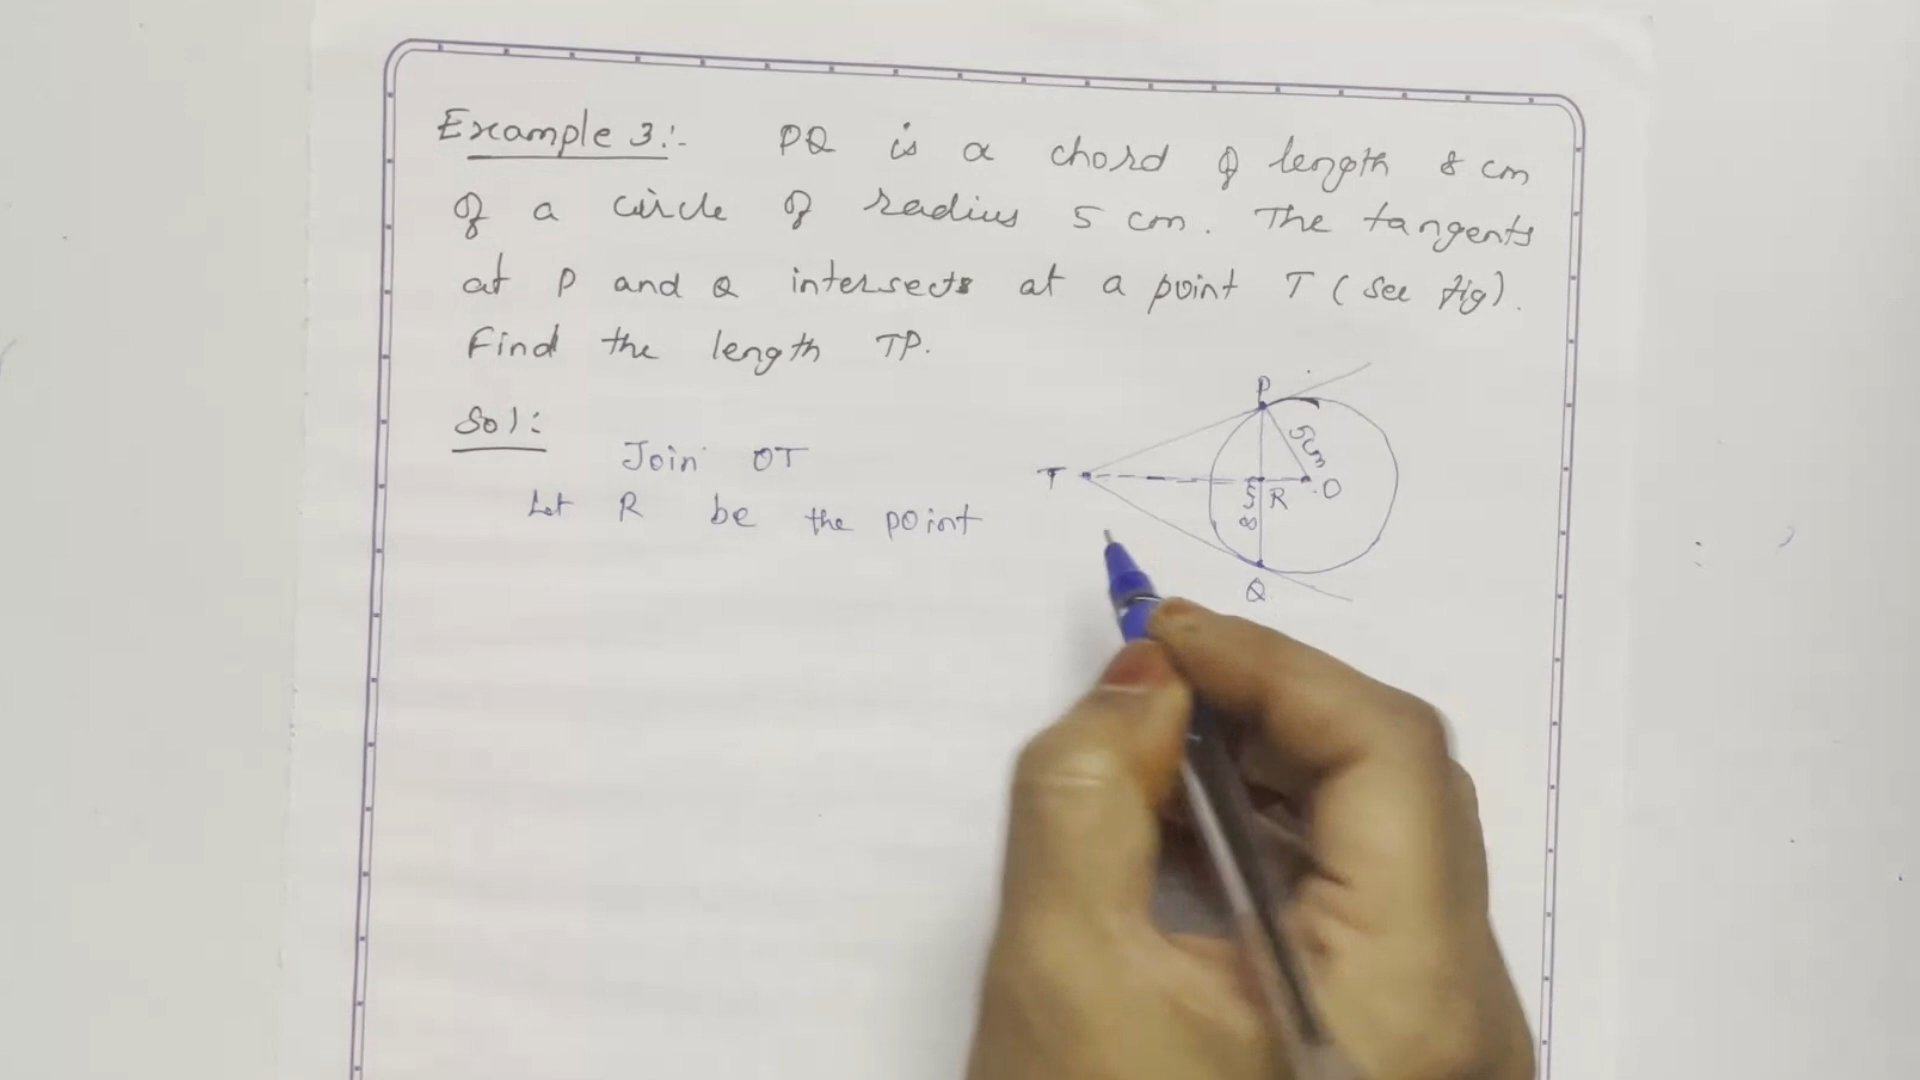 Example 3:- PQ is a chord of length 8 cm
of a circle of radius 5 cm. The tangents
at P and Q intersects at a point T (see fig).
Find the length TP.
Sol:
Join OT
Let R be the point
P
5cm
T
R
O
8
Q